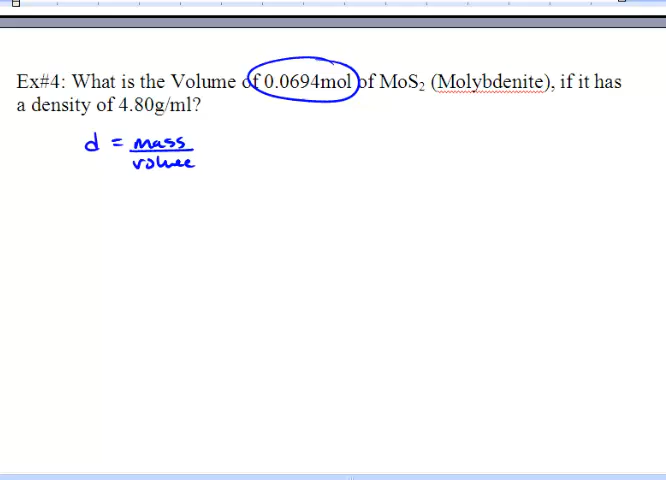 Ex#4: What is the Volume of 0.0694mol of MoS₂ (Molybdenite), if it has
a density of 4.80g/ml?
d = mass
volume